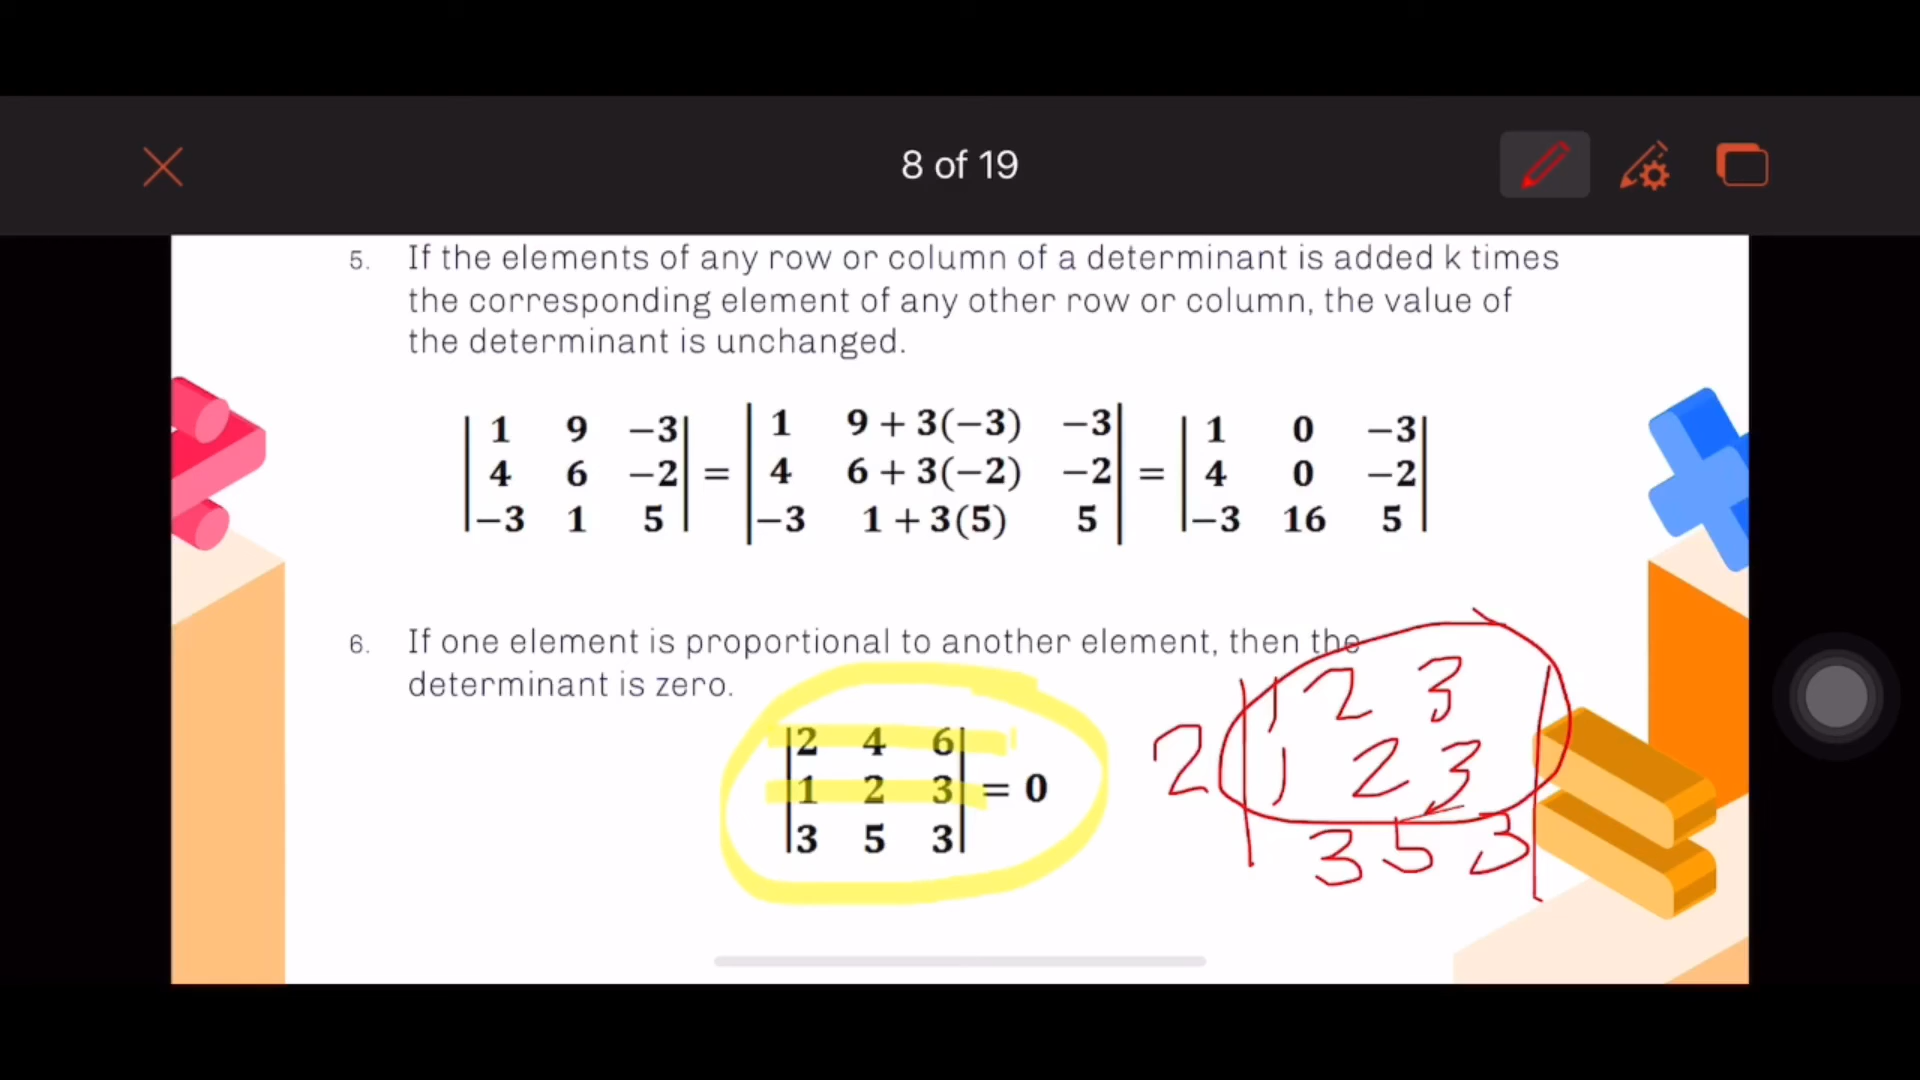 8 of 19
5. If the elements of any row or column of a determinant is added k times
the corresponding element of any other row or column, the value of
the determinant is unchanged.
|1 9 −3| |1 9 + 3(−3) −3| |1 0 −3|
|4 6 −2| = |4 6 + 3(−2) −2| = |4 0 −2|
|−3 1 5| |−3 1 + 3(5) 5| |−3 16 5|
6. If one element is proportional to another element, then the
determinant is zero.
|2 4 6|
|1 2 3| = 0
|3 5 3|
1 2 3
2 1 2 3
3 5 3